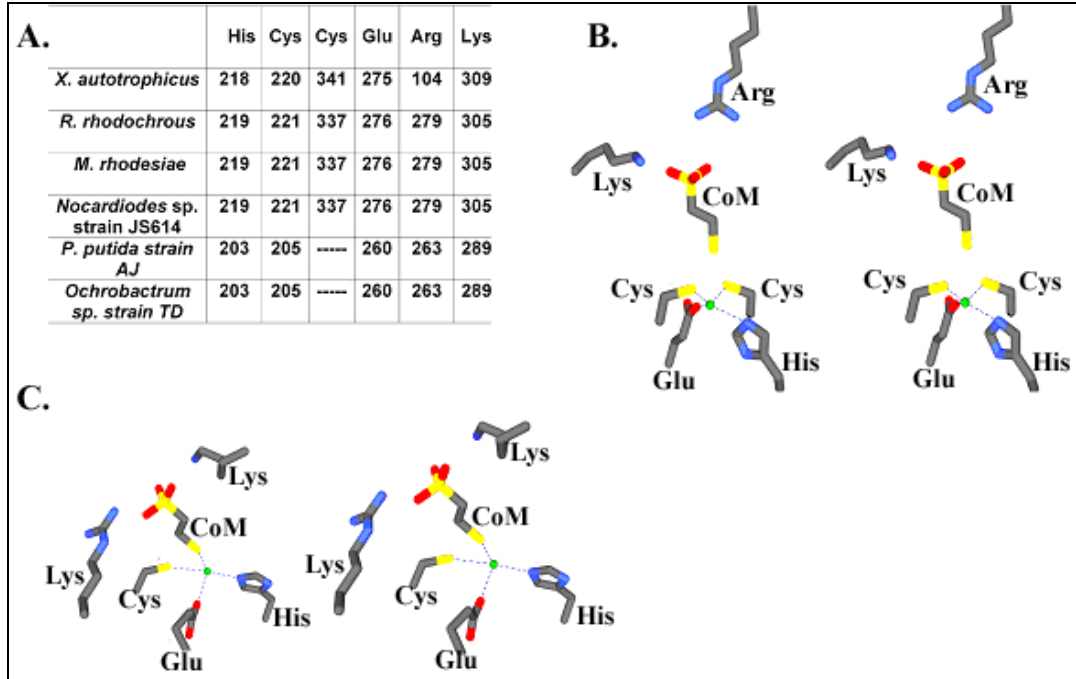 A.
His Cys Cys Glu Arg Lys
X. autotrophicus 218 220 341 275 104 309
R. rhodochrous 219 221 337 276 279 305
M. rhodesiae 219 221 337 276 279 305
Nocardiodes sp. strain JS614 219 221 337 276 279 305
P. putida strain AJ 203 205 ----- 260 263 289
Ochrobactrum sp. strain TD 203 205 ----- 260 263 289
B.
Arg
Lys
CoM
Cys
Cys
Glu
His
Arg
Lys
CoM
Cys
Cys
Glu
His
C.
Lys
CoM
Lys
Cys
His
Glu
Lys
CoM
Lys
Cys
His
Glu